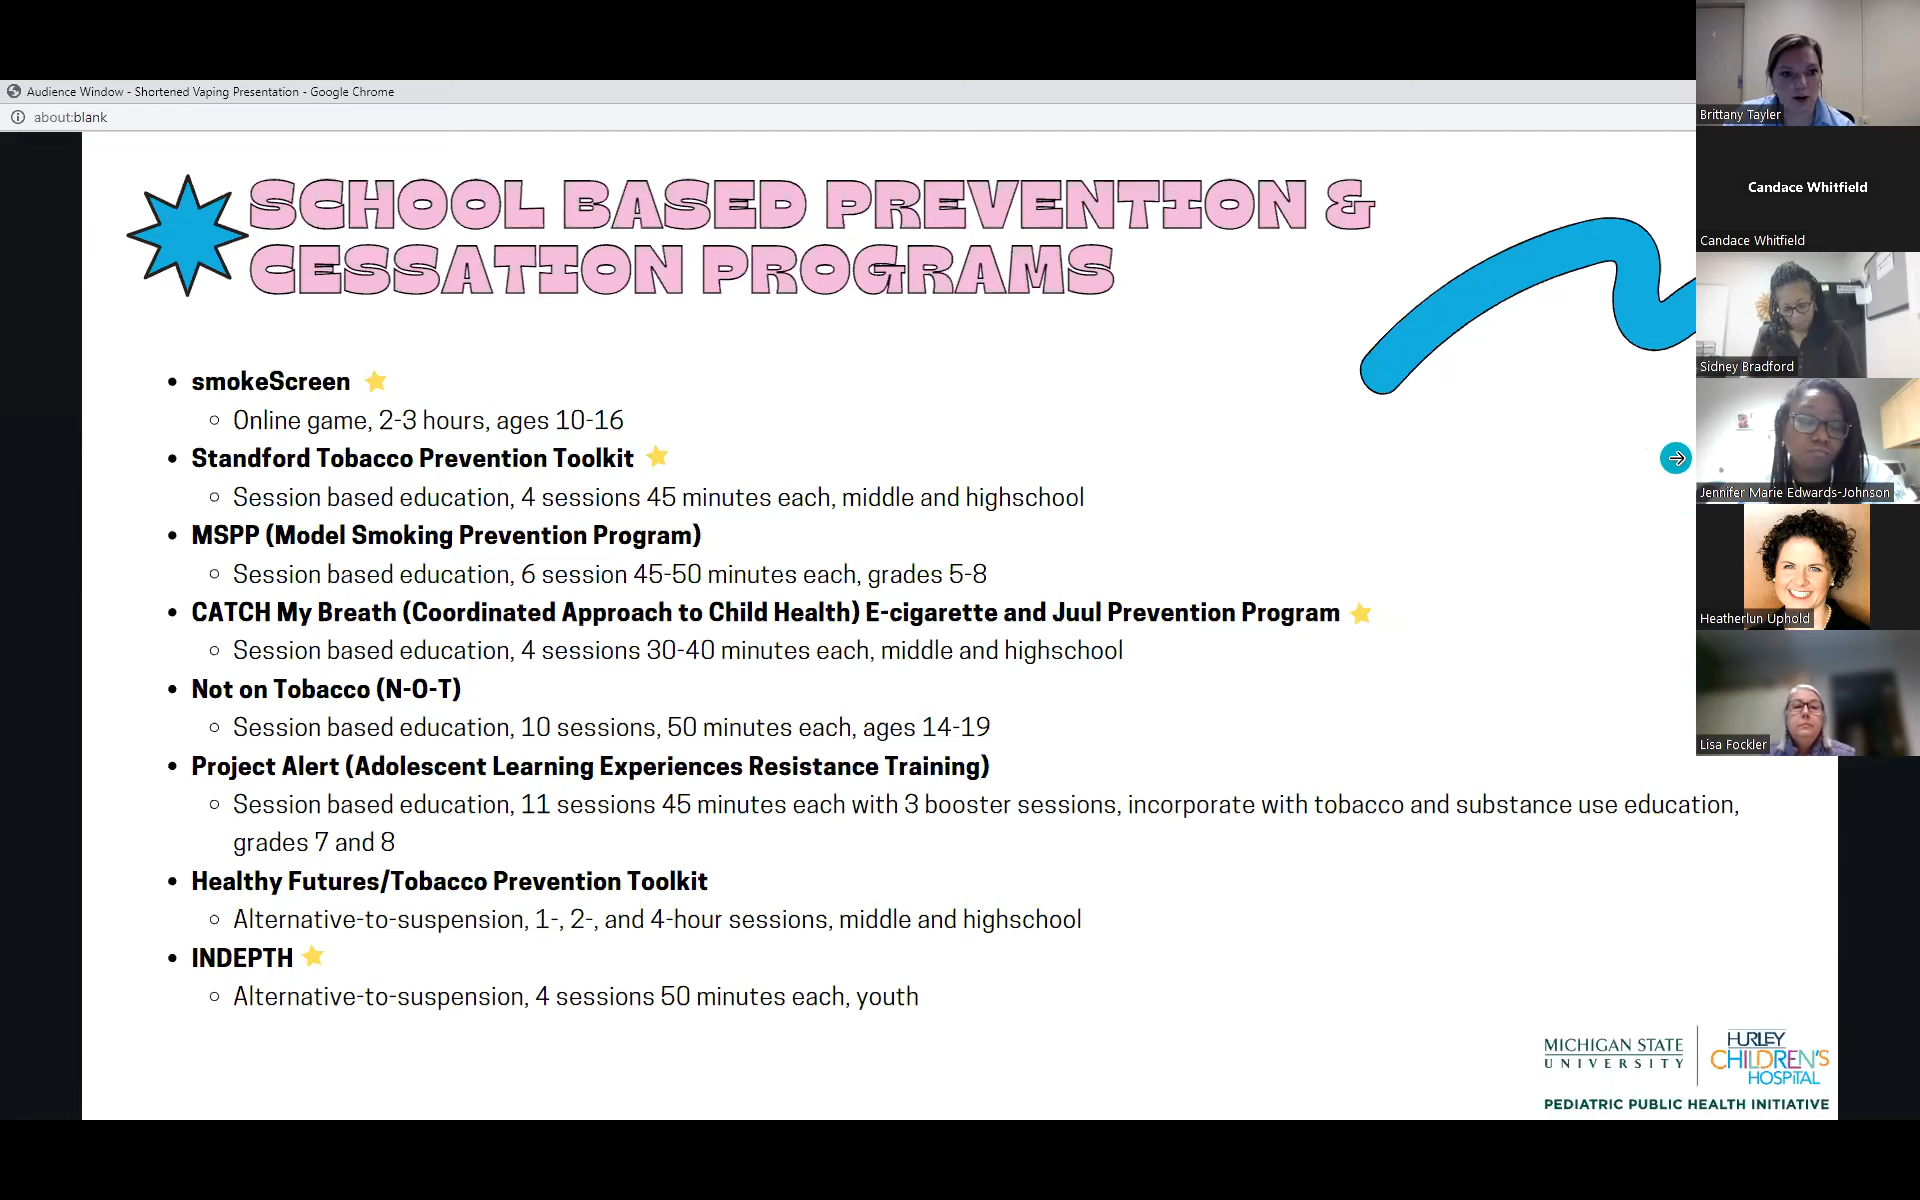 Audience Window - Shortened Vaping Presentation - Google Chrome
about:blank
SCHOOL BASED PREVENTION &
CESSATION PROGRAMS
• smokeScreen
Online game, 2-3 hours, ages 10-16
• Standford Tobacco Prevention Toolkit
Session based education, 4 sessions 45 minutes each, middle and highschool
• MSPP (Model Smoking Prevention Program)
Session based education, 6 session 45-50 minutes each, grades 5-8
• CATCH My Breath (Coordinated Approach to Child Health) E-cigarette and Juul Prevention Program
Session based education, 4 sessions 30-40 minutes each, middle and highschool
• Not on Tobacco (N-O-T)
Session based education, 10 sessions, 50 minutes each, ages 14-19
• Project Alert (Adolescent Learning Experiences Resistance Training)
Session based education, 11 sessions 45 minutes each with 3 booster sessions, incorporate with tobacco and substance use education,
grades 7 and 8
• Healthy Futures/Tobacco Prevention Toolkit
Alternative-to-suspension, 1-, 2-, and 4-hour sessions, middle and highschool
• INDEPTH
Alternative-to-suspension, 4 sessions 50 minutes each, youth
MICHIGAN STATE
UNIVERSITY
HURLEY
CHILDREN'S
HOSPITAL
PEDIATRIC PUBLIC HEALTH INITIATIVE
Brittany Tayler
Candace Whitfield
Candace Whitfield
Sidney Bradford
Jennifer Marie Edwards-Johnson
Heatherlun Uphold
Lisa Fockler